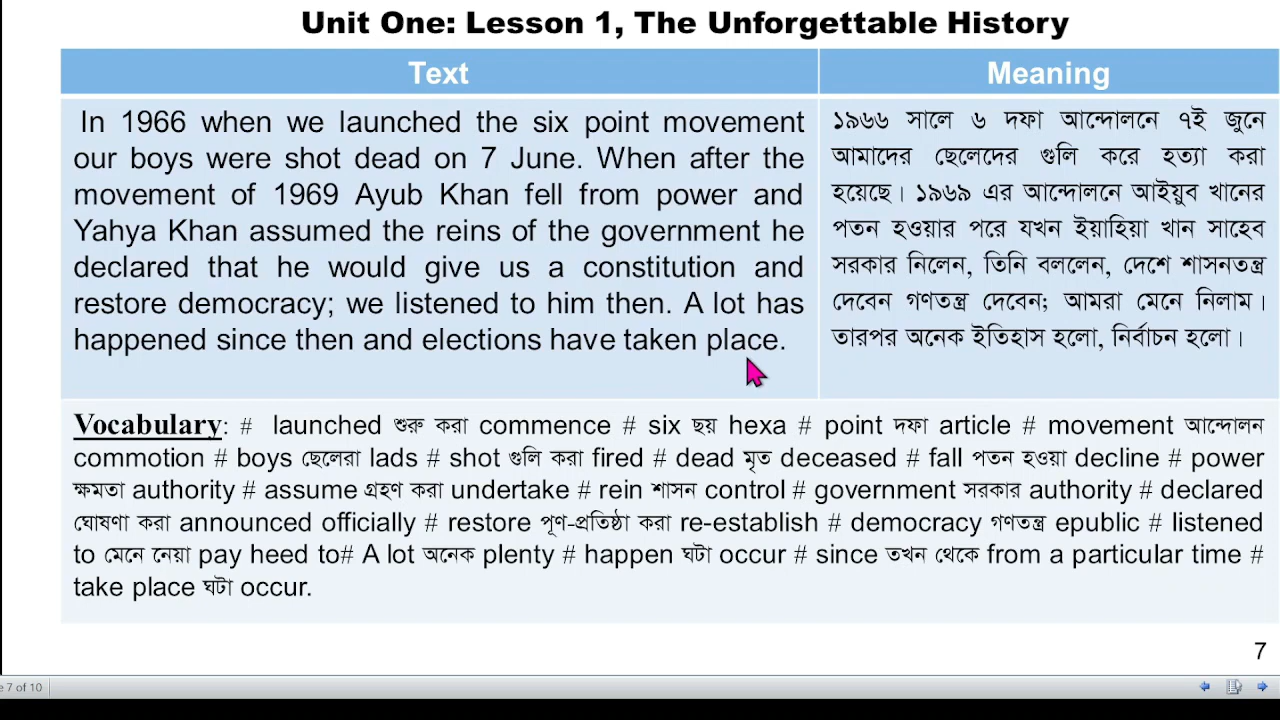 Unit One: Lesson 1, The Unforgettable History
Text
Meaning
In 1966 when we launched the six point movement
our boys were shot dead on 7 June. When after the
movement of 1969 Ayub Khan fell from power and
Yahya Khan assumed the reins of the government he
declared that he would give us a constitution and
restore democracy; we listened to him then. A lot has
happened since then and elections have taken place.
১৯৬৬ সালে ৬ দফা আন্দোলনে ৭ই জুনে
আমাদের ছেলেদের গুলি করে হত্যা করা
হয়েছে। ১৯৬৯ এর আন্দোলনে আইয়ুব খানের
পতন হওয়ার পরে যখন ইয়াহিয়া খান সাহেব
সরকার নিলেন, তিনি বললেন, দেশে শাসনতন্ত্র
দেবেন গণতন্ত্র দেবেন; আমরা মেনে নিলাম।
তারপর অনেক ইতিহাস হলো, নির্বাচন হলো।
Vocabulary: # launched শুরু করা commence # six ছয় hexa # point দফা article # movement আন্দোলন
commotion # boys ছেলেরা lads # shot গুলি করা fired # dead মৃত deceased # fall পতন হওয়া decline # power
ক্ষমতা authority # assume গ্রহণ করা undertake # rein শাসন control # government সরকার authority # declared
ঘোষণা করা announced officially # restore পূণ-প্রতিষ্ঠা করা re-establish # democracy গণতন্ত্র epublic # listened
to মেনে নেয়া pay heed to# A lot অনেক plenty # happen ঘটা occur # since তখন থেকে from a particular time #
take place ঘটা occur.
7
e 7 of 10